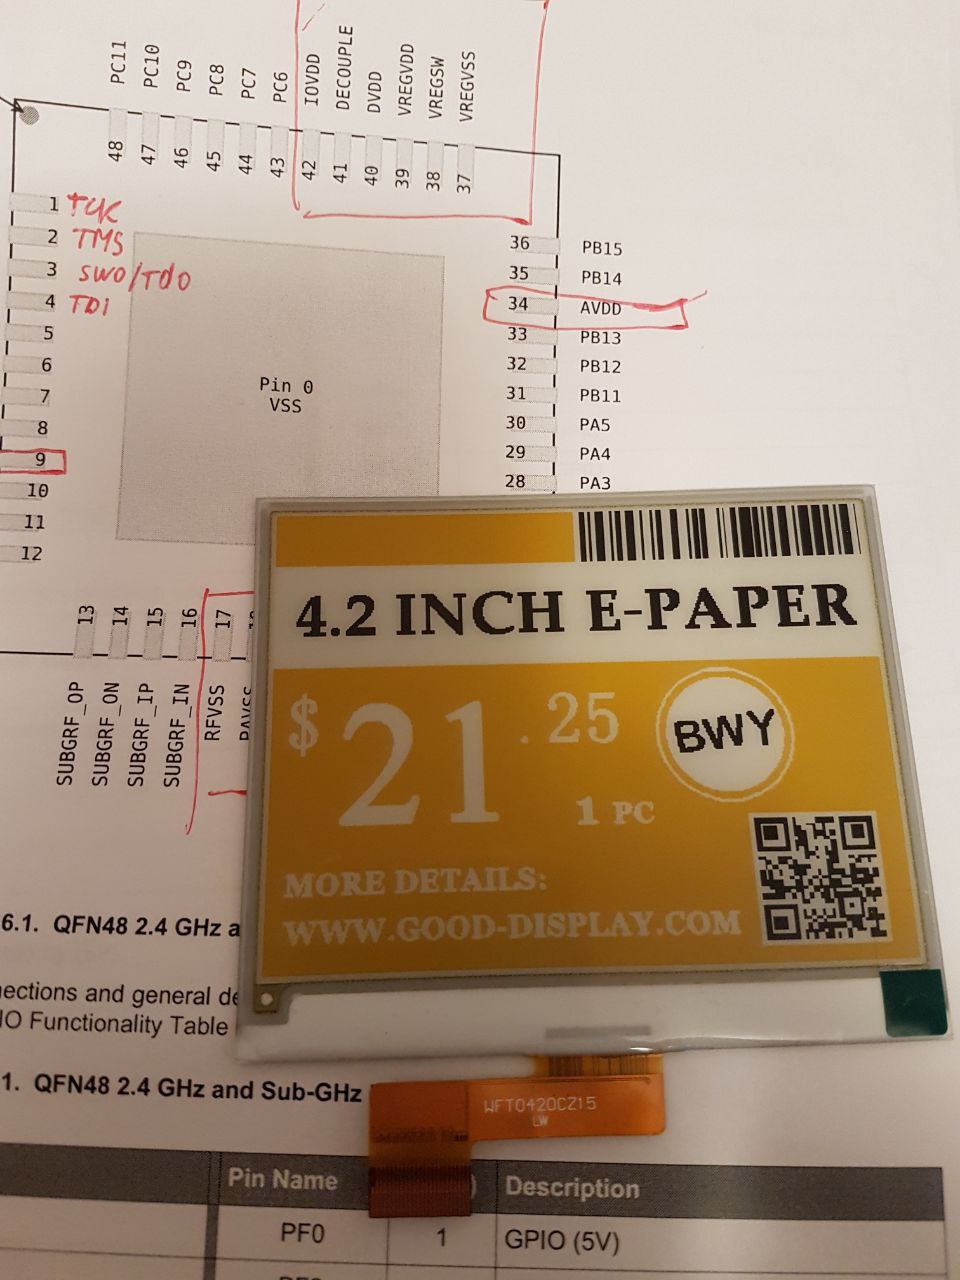 PC11
PC10
PC9
PC8
PC7
PC6
IOVDD
DECOUPLE
DVDD
VREGVDD
VREGSW
VREGVSS
48
47
46
45
44
43
42
41
40
39
38
37
1 TCK
2 TMS
3 SWO/TDO
4 TDI
5
6
7
8
9
10
11
12
Pin 0
VSS
36 PB15
35 PB14
34 AVDD
33 PB13
32 PB12
31 PB11
30 PA5
29 PA4
28 PA3
13
14
15
16
17
SUBGRF_OP
SUBGRF_ON
SUBGRF_IP
SUBGRF_IN
RFVSS
4.2 INCH E-PAPER
$ 21.25
BWY
1 PC
MORE DETAILS:
WWW.GOOD-DISPLAY.COM
WFT0420CZ15
LW
6.1. QFN48 2.4 GHz a
nections and general de
IO Functionality Table
1. QFN48 2.4 GHz and Sub-GHz
Pin Name ) Description
PF0 1 GPIO (5V)